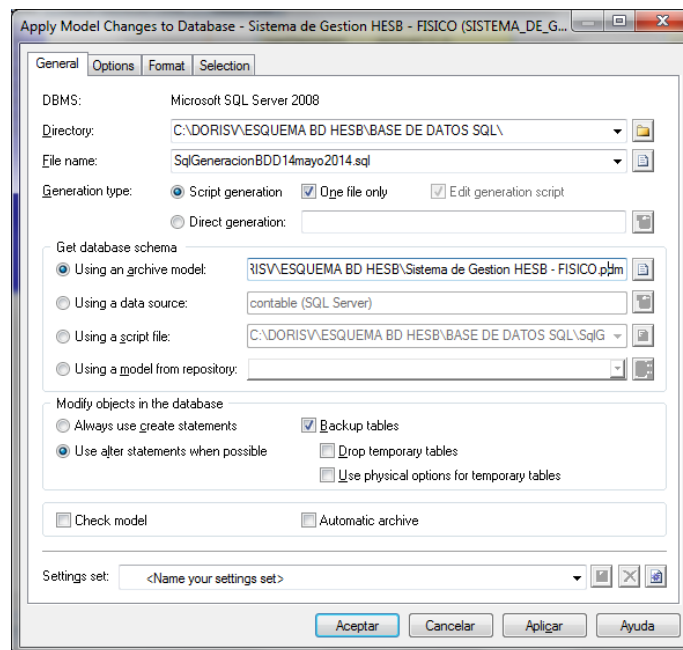 Apply Model Changes to Database - Sistema de Gestion HESB - FISICO (SISTEMA_DE_G...
General Options Format Selection
DBMS: Microsoft SQL Server 2008
Directory: C:\DORISV\ESQUEMA BD HESB\BASE DE DATOS SQL\
File name: SqlGeneracionBDD14mayo2014.sql
Generation type: Script generation One file only Edit generation script
Direct generation:
Get database schema
Using an archive model: RISV\ESQUEMA BD HESB\Sistema de Gestion HESB - FISICO.pdm
Using a data source: contable (SQL Server)
Using a script file: C:\DORISV\ESQUEMA BD HESB\BASE DE DATOS SQL\SqlG
Using a model from repository:
Modify objects in the database
Always use create statements Backup tables
Use alter statements when possible Drop temporary tables
Use physical options for temporary tables
Check model Automatic archive
Settings set: <Name your settings set>
Aceptar Cancelar Aplicar Ayuda